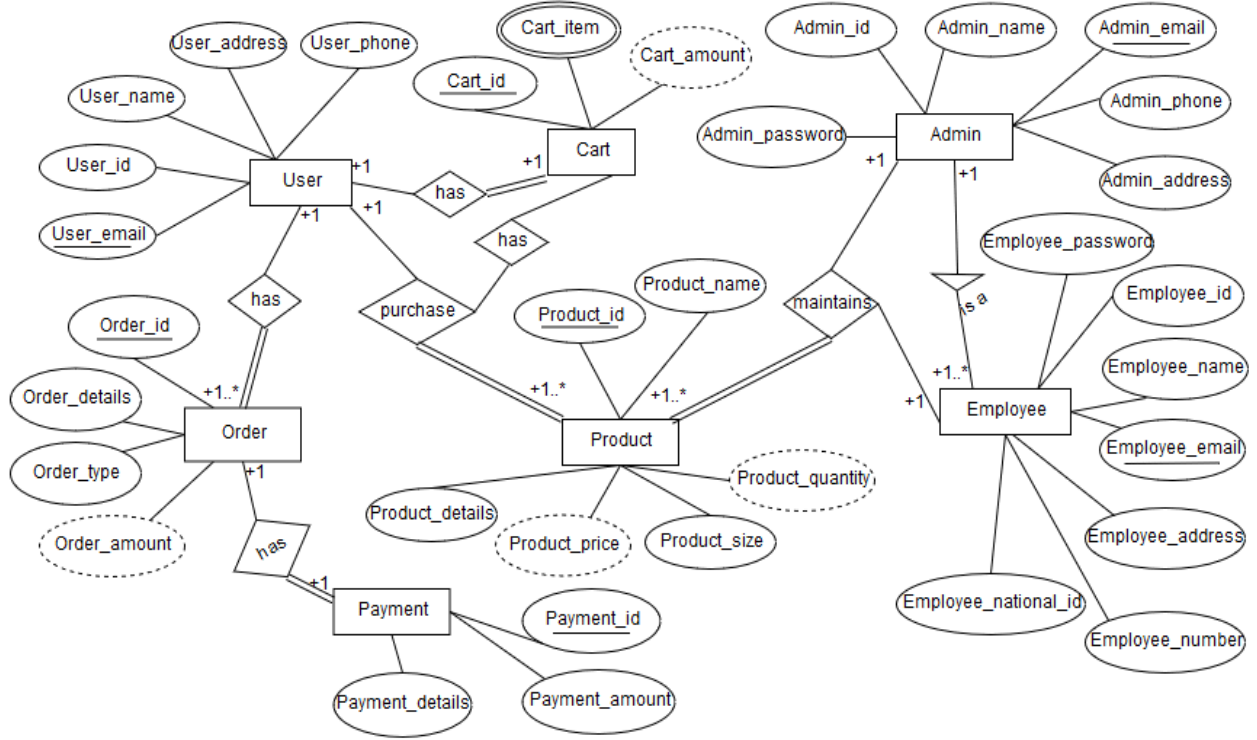 Cart_item
Admin_id
Admin_name
Admin_email
User_address
User_phone
Cart_amount
Cart_id
User_name
Admin_phone
Admin_password
Admin
Cart
+1
+1
+1
User_id
User
has
+1
Admin_address
+1
+1
User_email
has
Employee_password
Product_name
has
purchase
Product_id
maintains
Employee_id
is a
Order_id
Employee_name
+1..*
Order_details
+1..*
+1..*
+1..*
+1
Employee
Order
Product
Employee_email
Order_type
+1
Product_quantity
Product_details
Employee_address
Order_amount
has
Product_price
Product_size
+1
Employee_national_id
Payment
Payment_id
Employee_number
Payment_details
Payment_amount